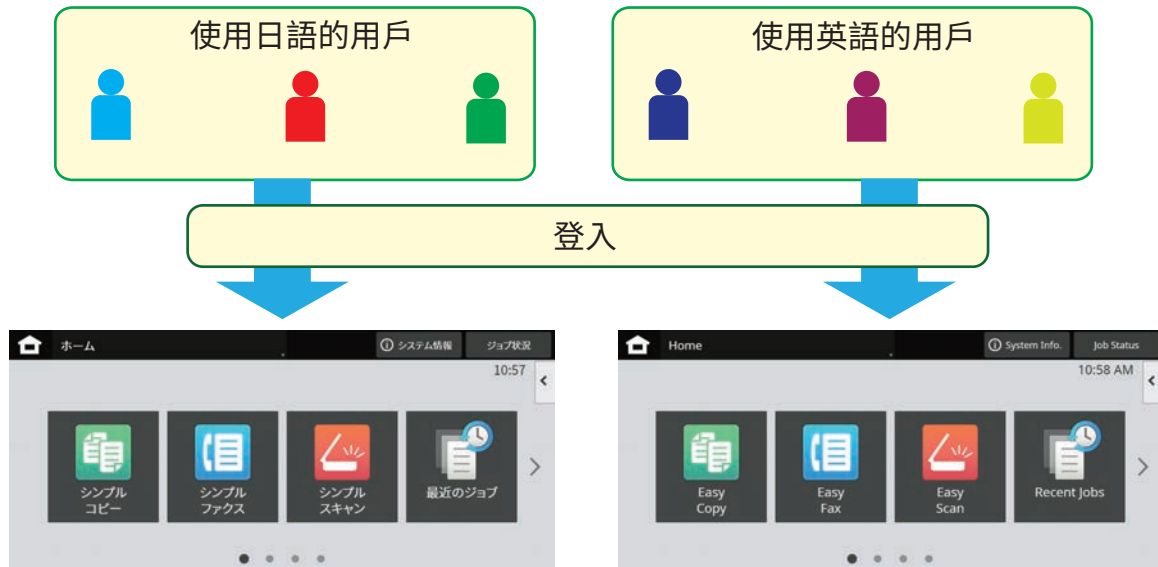 使用日語的用戶
使用英語的用戶
登入
ホーム
システム情報
ジョブ状況
10:57
シンプル
コピー
シンプル
ファクス
シンプル
スキャン
最近のジョブ
Home
System Info.
Job Status
10:58 AM
Easy
Copy
Easy
Fax
Easy
Scan
Recent Jobs